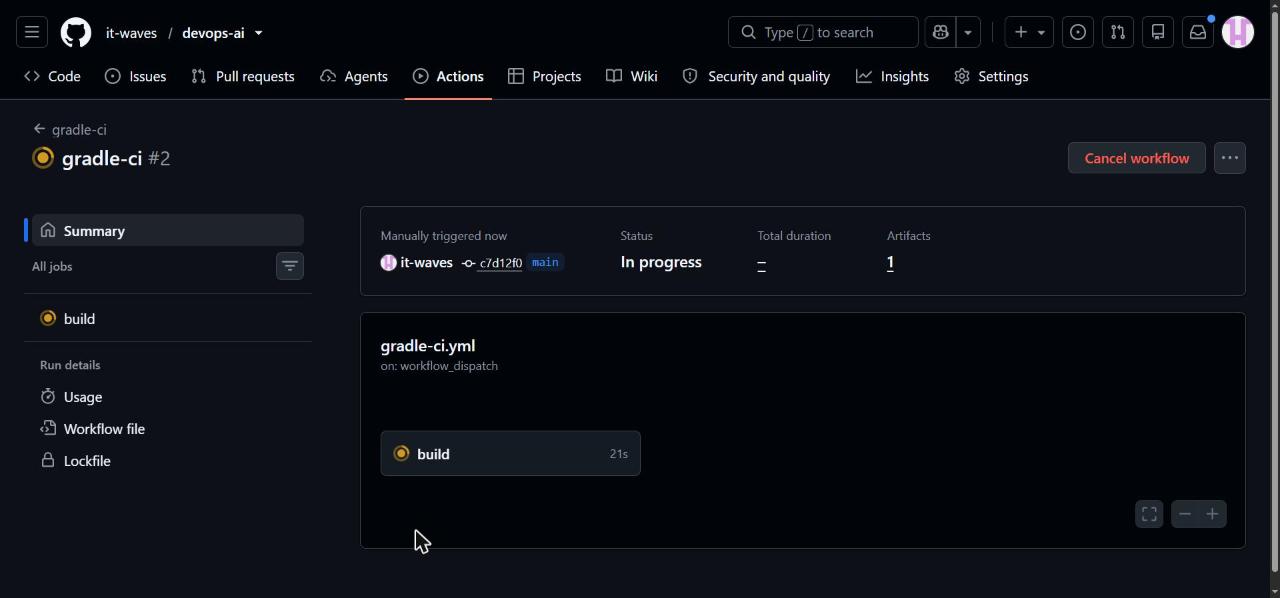 it-waves / devops-ai
Type / to search
Code
Issues
Pull requests
Agents
Actions
Projects
Wiki
Security and quality
Insights
Settings
gradle-ci
gradle-ci #2
Cancel workflow
Summary
All jobs
build
Run details
Usage
Workflow file
Lockfile
Manually triggered now
it-waves c7d12f0 main
Status
In progress
Total duration
–
Artifacts
1
gradle-ci.yml
on: workflow_dispatch
build 21s